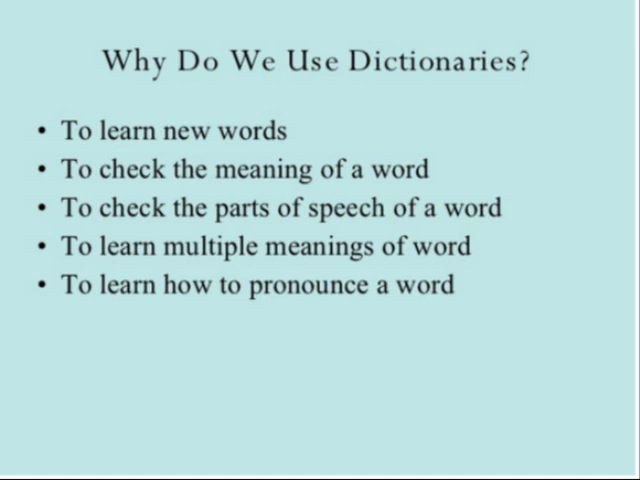 Why Do We Use Dictionaries?
• To learn new words
• To check the meaning of a word
• To check the parts of speech of a word
• To learn multiple meanings of word
• To learn how to pronounce a word